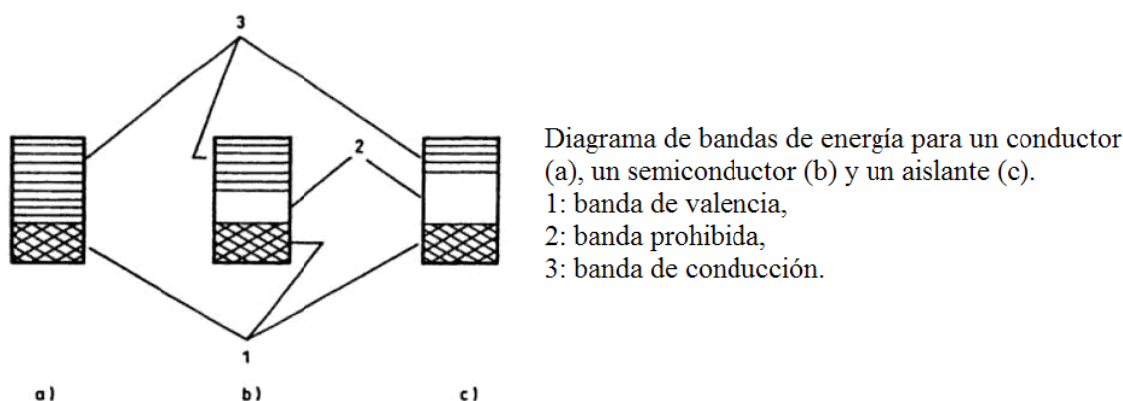 3
2
Diagrama de bandas de energía para un conductor
(a), un semiconductor (b) y un aislante (c).
1: banda de valencia,
2: banda prohibida,
3: banda de conducción.
1
a) b) c)